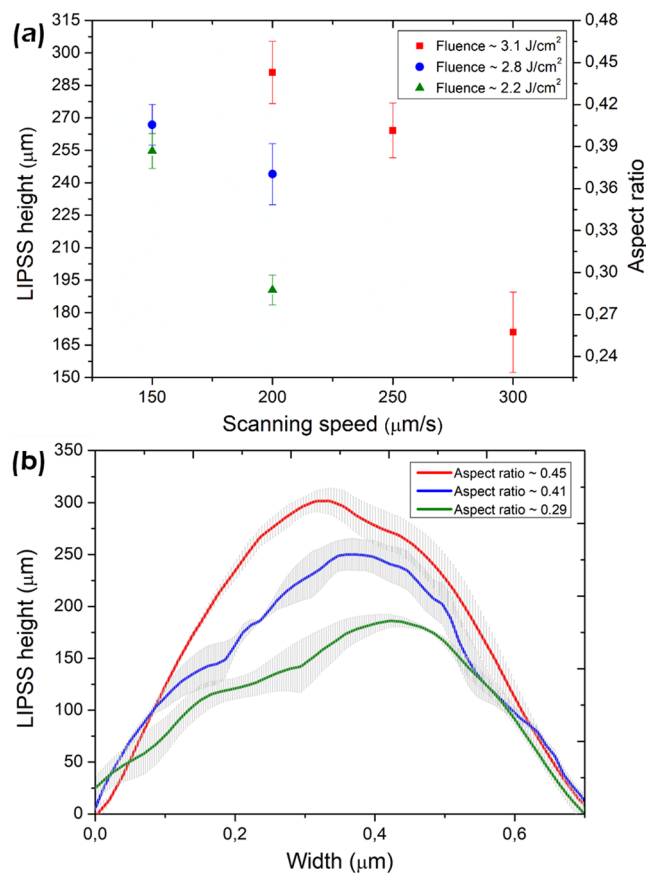 (a)
LIPSS height (μm)
315
300
285
270
255
240
225
210
195
180
165
150
Fluence ~ 3.1 J/cm²
Fluence ~ 2.8 J/cm²
Fluence ~ 2.2 J/cm²
0,48
0,45
0,42
0,39
0,36
0,33
0,30
0,27
0,24
Aspect ratio
150 200 250 300
Scanning speed (μm/s)
(b)
LIPSS height (μm)
350
300
250
200
150
100
50
0
Aspect ratio ~ 0.45
Aspect ratio ~ 0.41
Aspect ratio ~ 0.29
0,0 0,2 0,4 0,6
Width (μm)